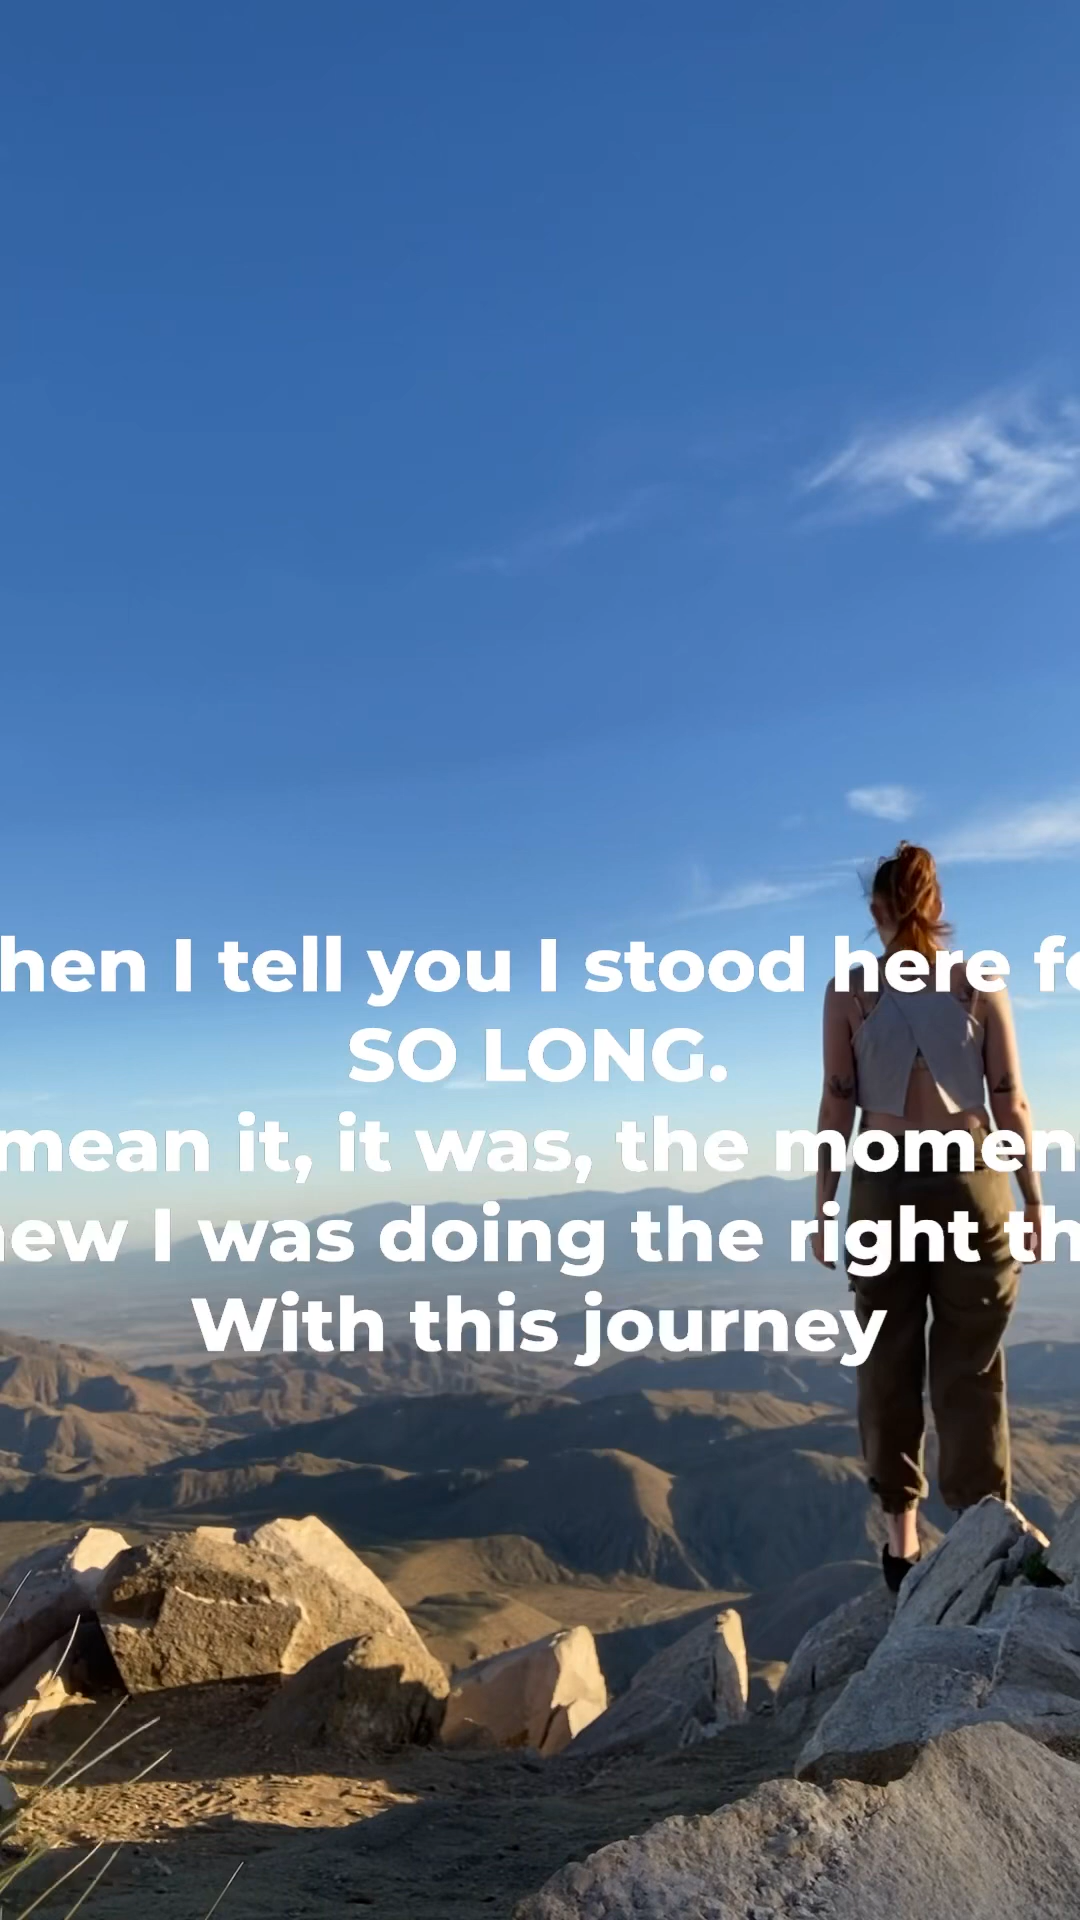 hen I tell you I stood here fo
SO LONG.
mean it, it was, the momen
ew I was doing the right th
With this journey